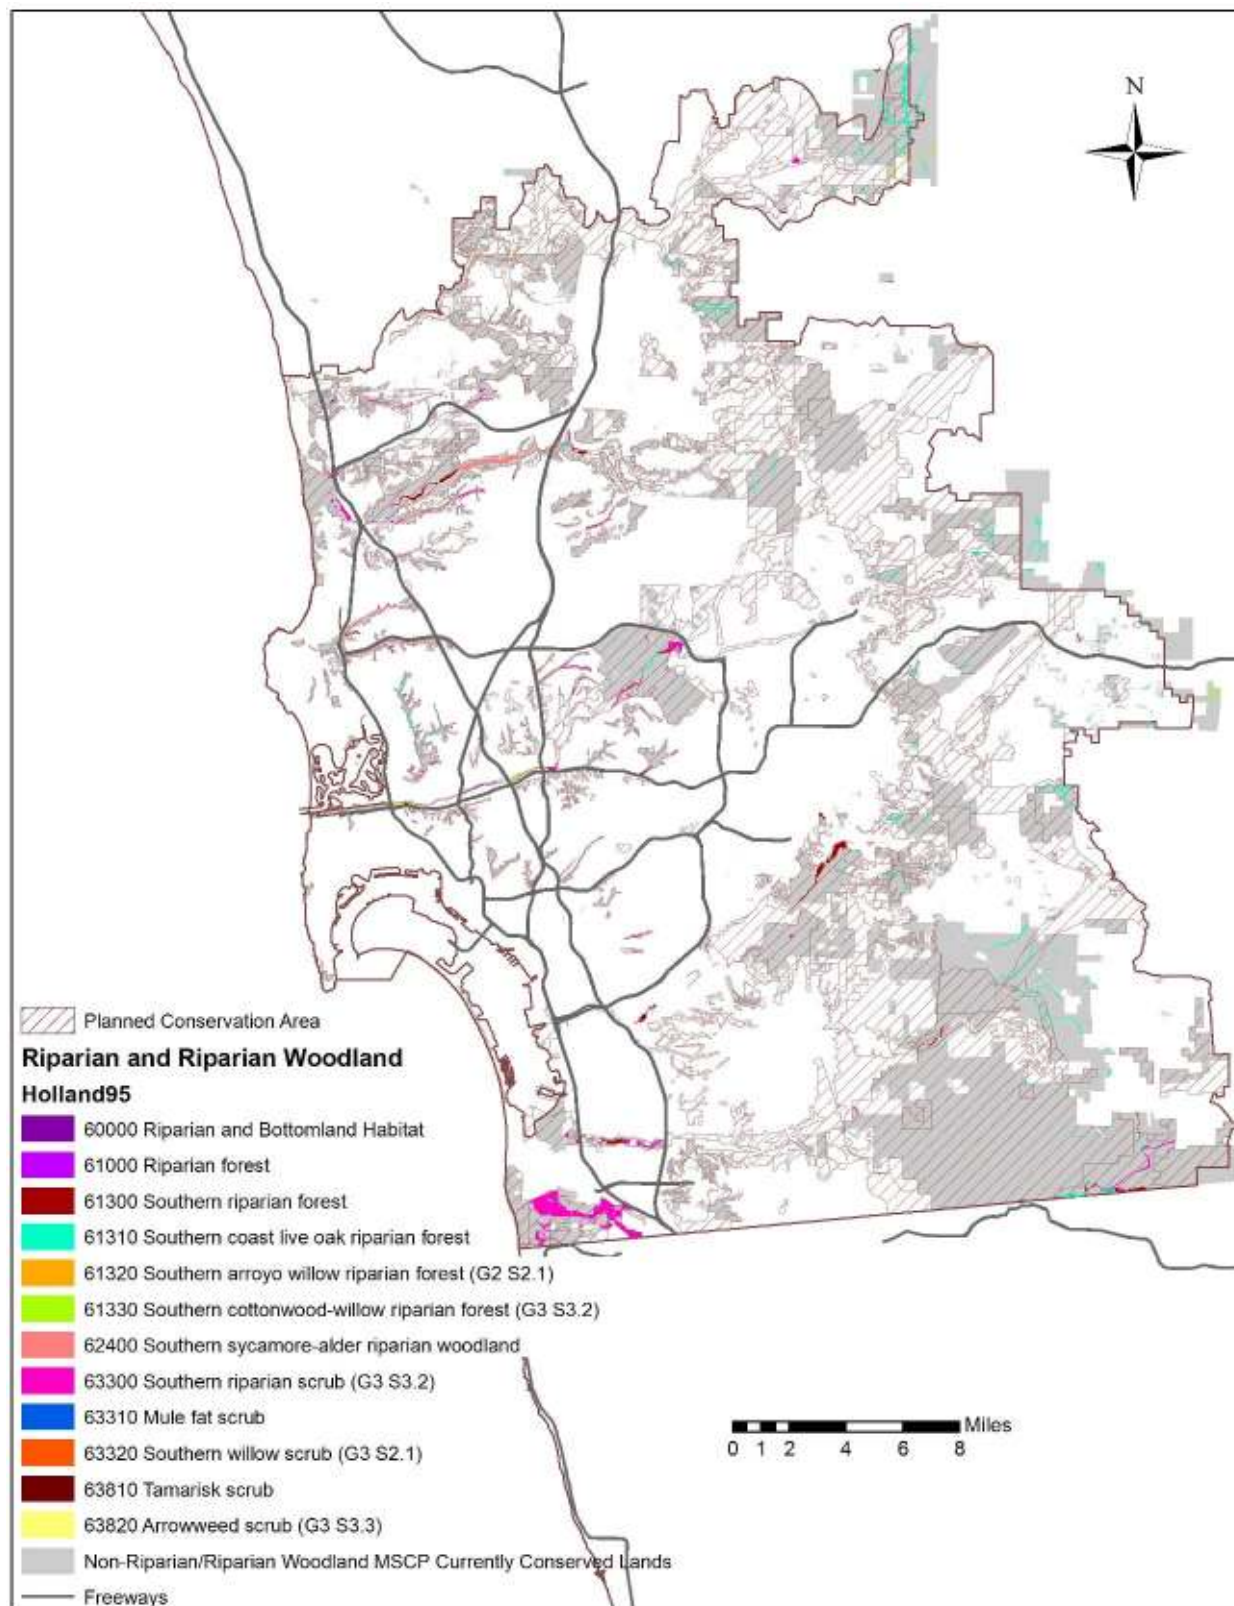 N
Planned Conservation Area
Riparian and Riparian Woodland
Holland95
60000 Riparian and Bottomland Habitat
61000 Riparian forest
61300 Southern riparian forest
61310 Southern coast live oak riparian forest
61320 Southern arroyo willow riparian forest (G2 S2.1)
61330 Southern cottonwood-willow riparian forest (G3 S3.2)
62400 Southern sycamore-alder riparian woodland
63300 Southern riparian scrub (G3 S3.2)
63310 Mule fat scrub
63320 Southern willow scrub (G3 S2.1)
63810 Tamarisk scrub
63820 Arrowweed scrub (G3 S3.3)
Non-Riparian/Riparian Woodland MSCP Currently Conserved Lands
Freeways
Miles
0 1 2 4 6 8